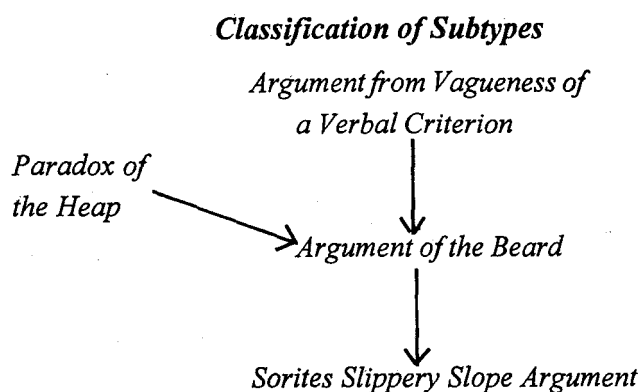 Classification of Subtypes
Argument from Vagueness of
a Verbal Criterion
Paradox of
the Heap
Argument of the Beard
Sorites Slippery Slope Argument